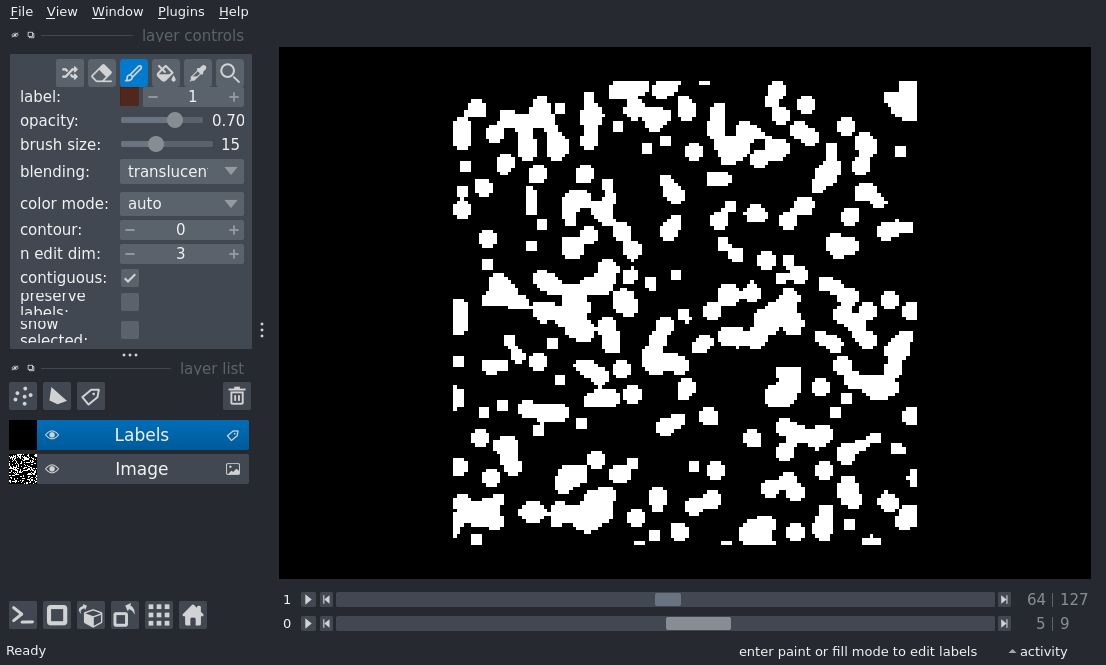 File View Window Plugins Help
layer controls
label: 1
opacity: 0.70
brush size: 15
blending: translucen
color mode: auto
contour: 0
n edit dim: 3
contiguous:
preserve
labels:
show
selected:
layer list
Labels
Image
1 64 | 127
0 5 | 9
Ready enter paint or fill mode to edit labels activity